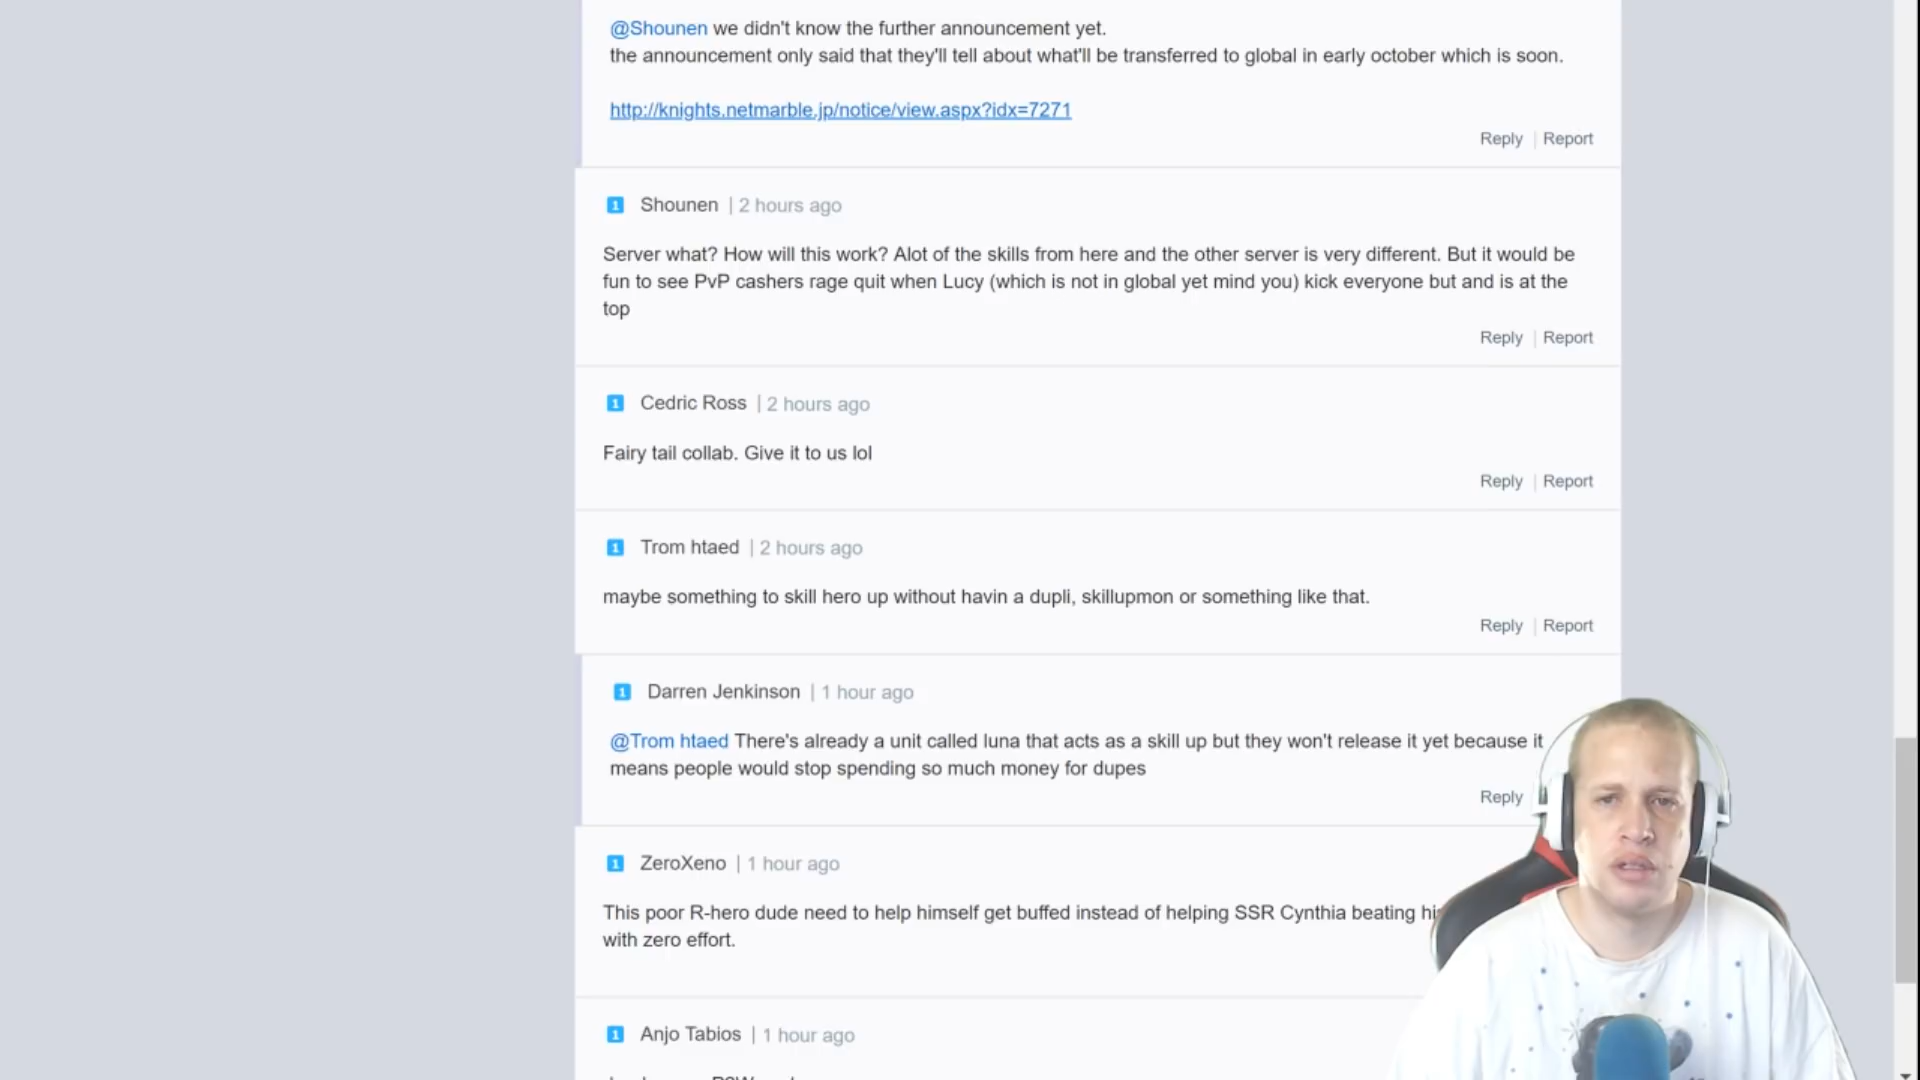 @Shounen we didn't know the further announcement yet.
the announcement only said that they'll tell about what'll be transferred to global in early october which is soon.
http://knights.netmarble.jp/notice/view.aspx?idx=7271
Reply | Report
1 Shounen | 2 hours ago
Server what? How will this work? Alot of the skills from here and the other server is very different. But it would be
fun to see PvP cashers rage quit when Lucy (which is not in global yet mind you) kick everyone but and is at the
top
Reply | Report
1 Cedric Ross | 2 hours ago
Fairy tail collab. Give it to us lol
Reply | Report
1 Trom htaed | 2 hours ago
maybe something to skill hero up without havin a dupli, skillupmon or something like that.
Reply | Report
1 Darren Jenkinson | 1 hour ago
@Trom htaed There's already a unit called luna that acts as a skill up but they won't release it yet because it
means people would stop spending so much money for dupes
Reply
1 ZeroXeno | 1 hour ago
This poor R-hero dude need to help himself get buffed instead of helping SSR Cynthia beating
with zero effort.
1 Anjo Tabios | 1 hour ago